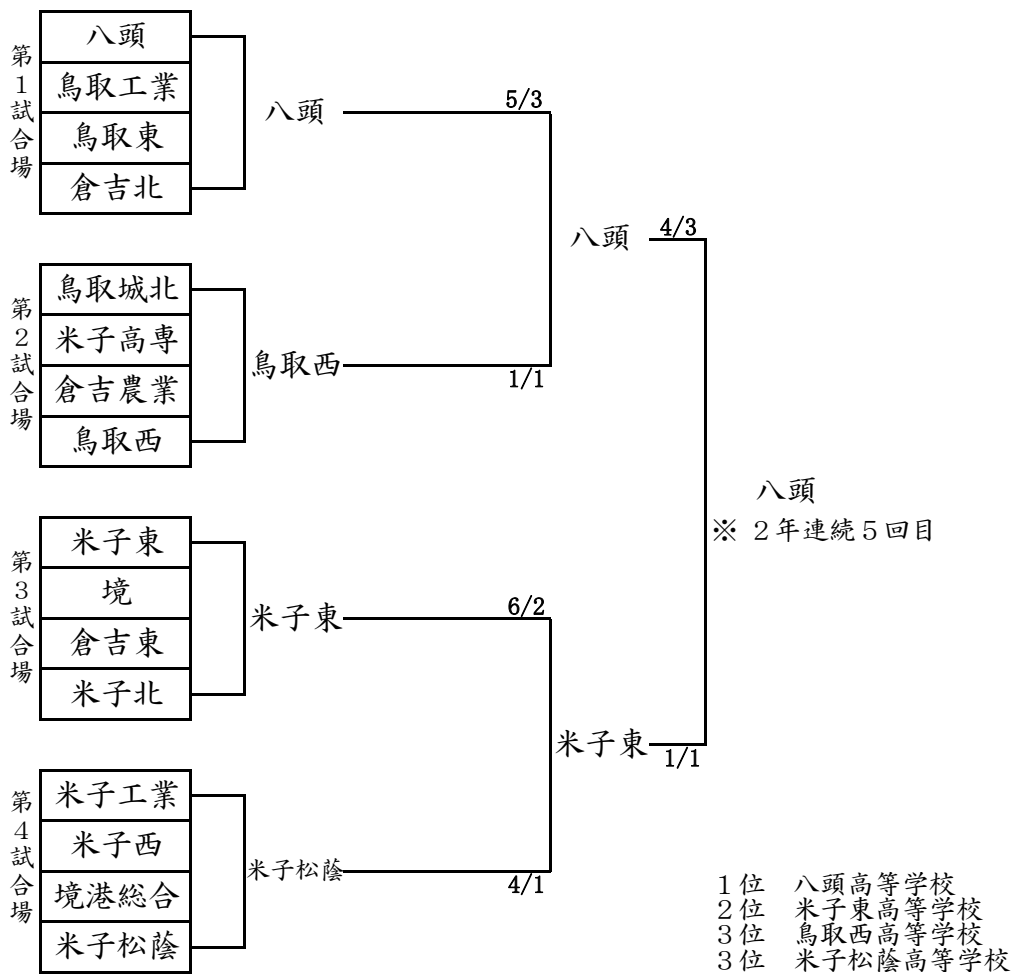 第１試合場
八頭
鳥取工業
鳥取東
倉吉北
八頭
5/3
第２試合場
鳥取城北
米子高専
倉吉農業
鳥取西
鳥取西
1/1
八頭
4/3
八頭
※ ２年連続５回目
第３試合場
米子東
境
倉吉東
米子北
米子東
6/2
米子東
1/1
第４試合場
米子工業
米子西
境港総合
米子松蔭
米子松蔭
4/1
１位 八頭高等学校
２位 米子東高等学校
３位 鳥取西高等学校
３位 米子松蔭高等学校